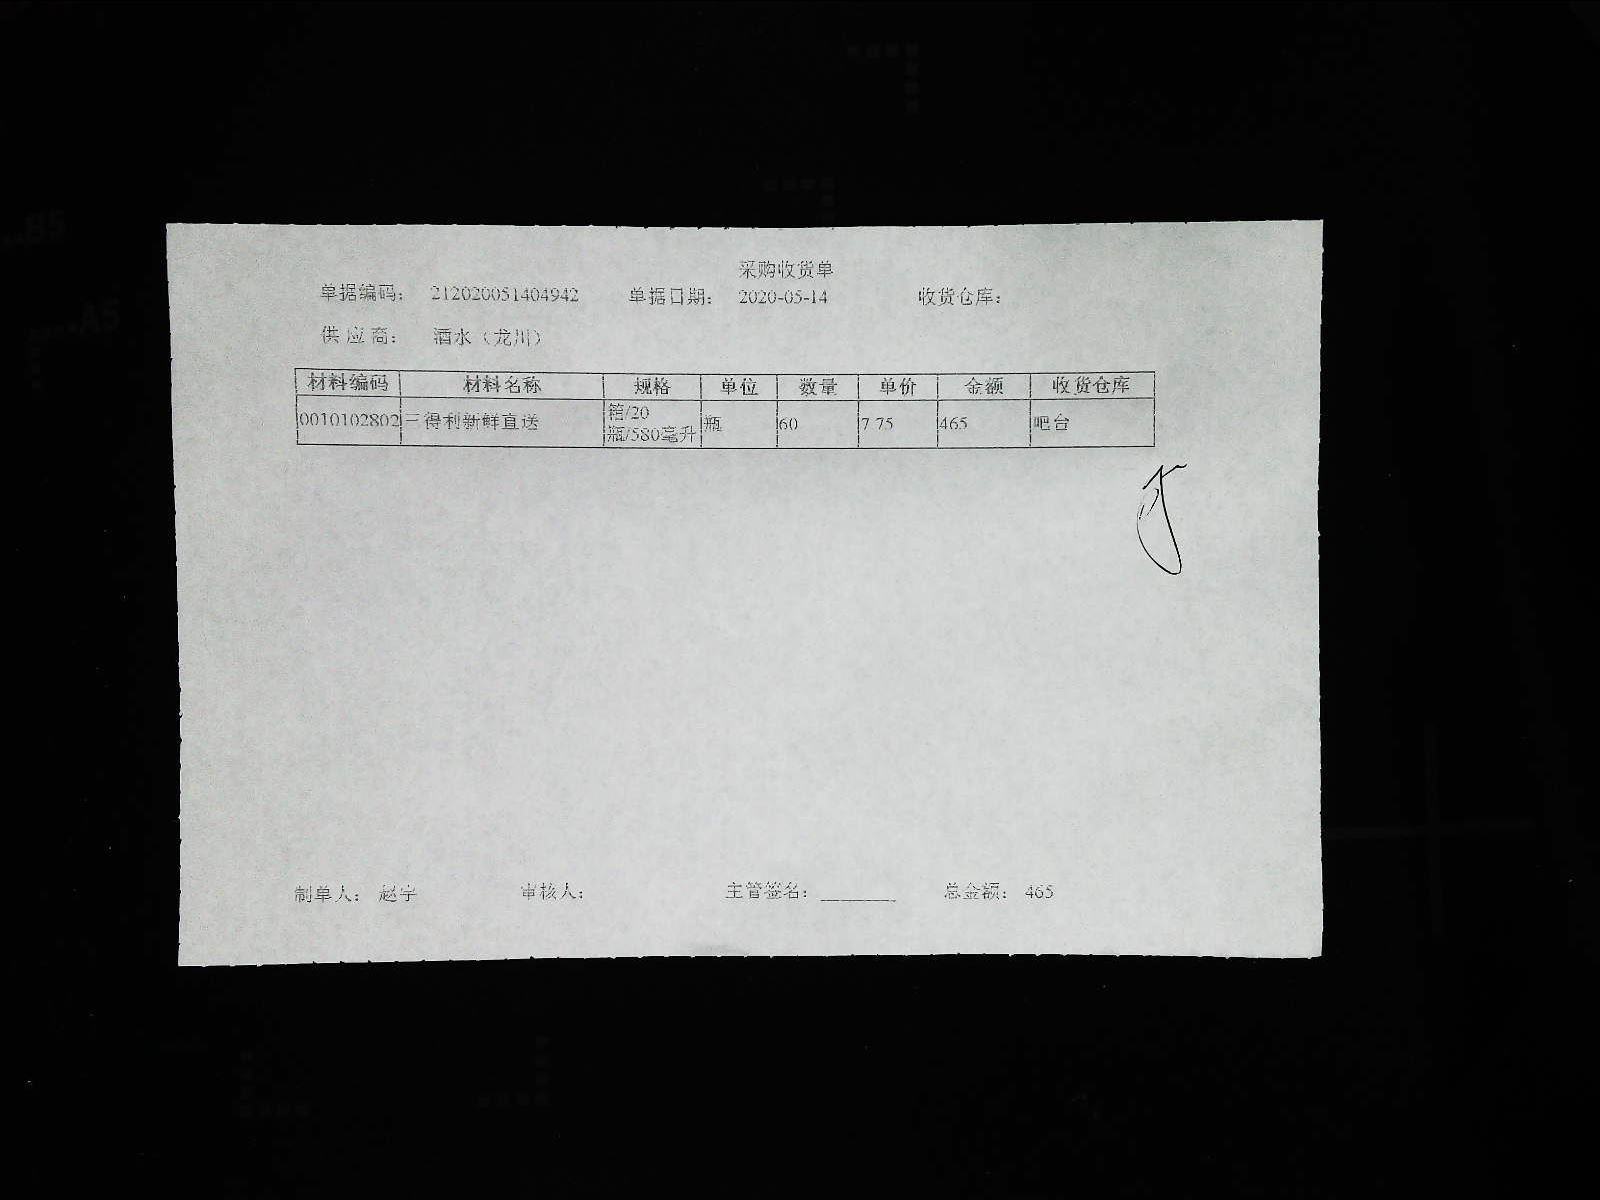 采购收货单
单据编码： 212020051404942 单据日期： 2020-05-14 收货仓库：
供应商： 酒水（龙川）
材料编码 材料名称 规格 单位 数量 单价 金额 收货仓库
0010102802 三得利新鲜直送 箱/20瓶/580毫升 瓶 60 7.75 465 吧台
制单人： 赵宇 审核人： 主管签名：________ 总金额： 465